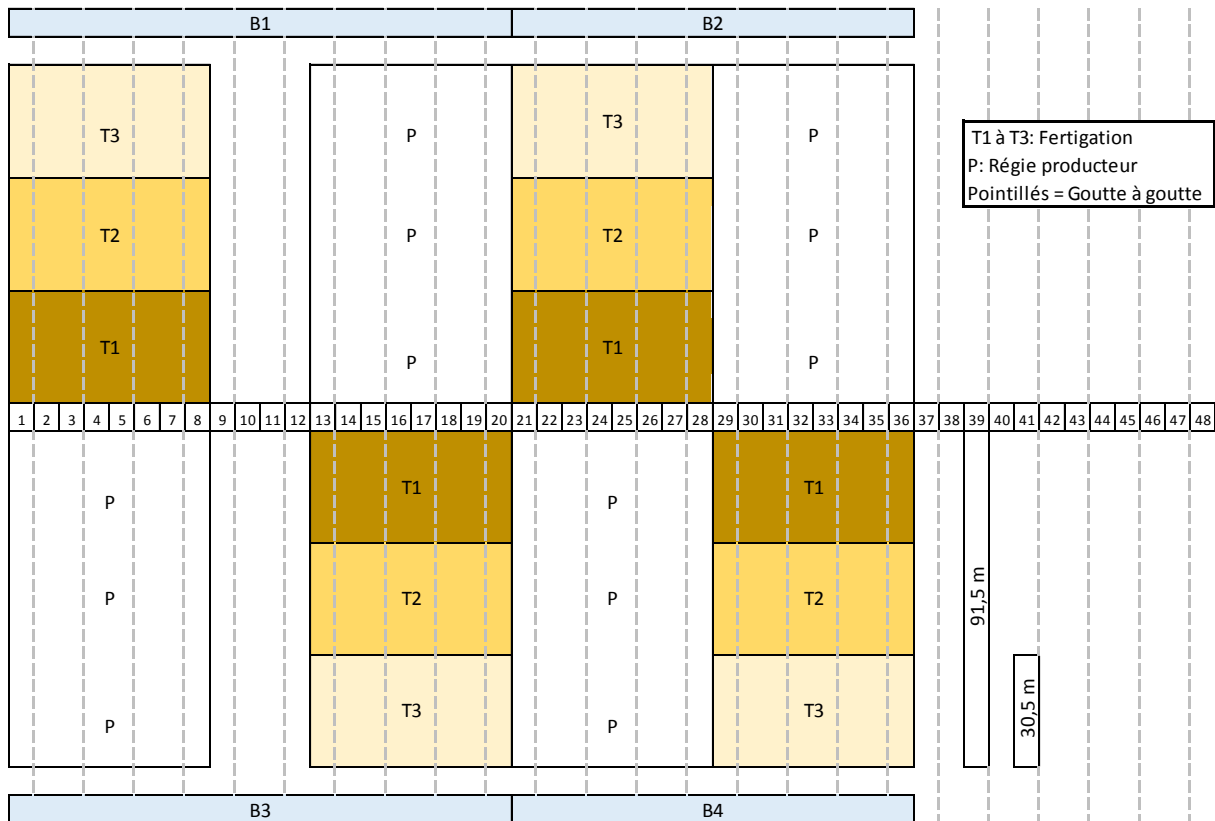 B1 B2
T3 P T3 P
T1 à T3: Fertigation
P: Régie producteur
Pointillés = Goutte à goutte
T2 P T2 P
T1 P T1 P
1 2 3 4 5 6 7 8 9 10 11 12 13 14 15 16 17 18 19 20 21 22 23 24 25 26 27 28 29 30 31 32 33 34 35 36 37 38 39 40 41 42 43 44 45 46 47 48
P T1 P T1
P T2 P T2
91,5 m
P T3 P T3
30,5 m
B3 B4